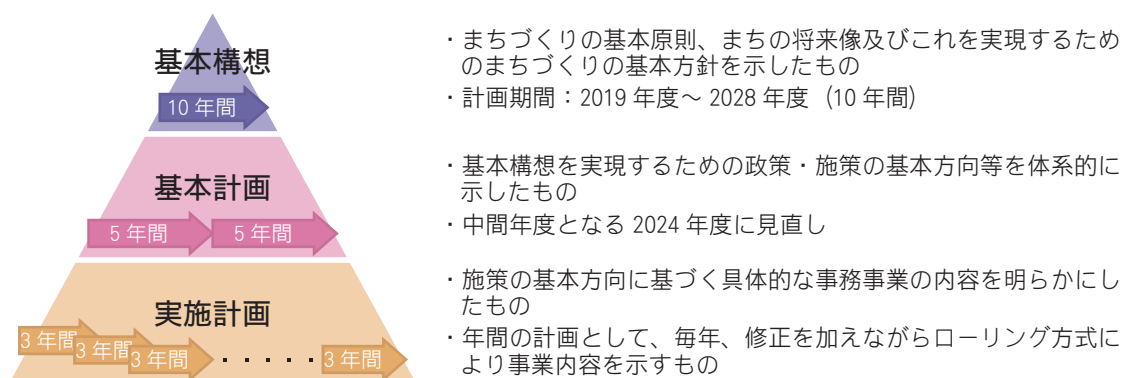 基本構想
10 年間
・まちづくりの基本原則、まちの将来像及びこれを実現するため
のまちづくりの基本方針を示したもの
・計画期間：2019 年度～ 2028 年度（10 年間）
基本計画
5 年間
5 年間
・基本構想を実現するための政策・施策の基本方向等を体系的に
示したもの
・中間年度となる 2024 年度に見直し
実施計画
3 年間
3 年間
3 年間
・・・・・
3 年間
・施策の基本方向に基づく具体的な事務事業の内容を明らかにし
たもの
・年間の計画として、毎年、修正を加えながらローリング方式に
より事業内容を示すもの